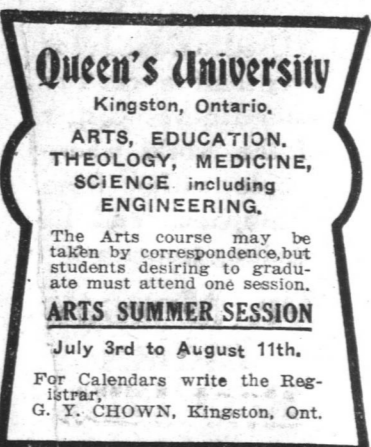 Queen's University
Kingston, Ontario.
ARTS, EDUCATION.
THEOLOGY, MEDICINE,
SCIENCE including
ENGINEERING.
The Arts course may be
taken by correspondence,but
students desiring to gradu-
ate must attend one session.
ARTS SUMMER SESSION
July 3rd to August 11th.
For Calendars write the Reg-
istrar,
G. Y. CHOWN, Kingston, Ont.